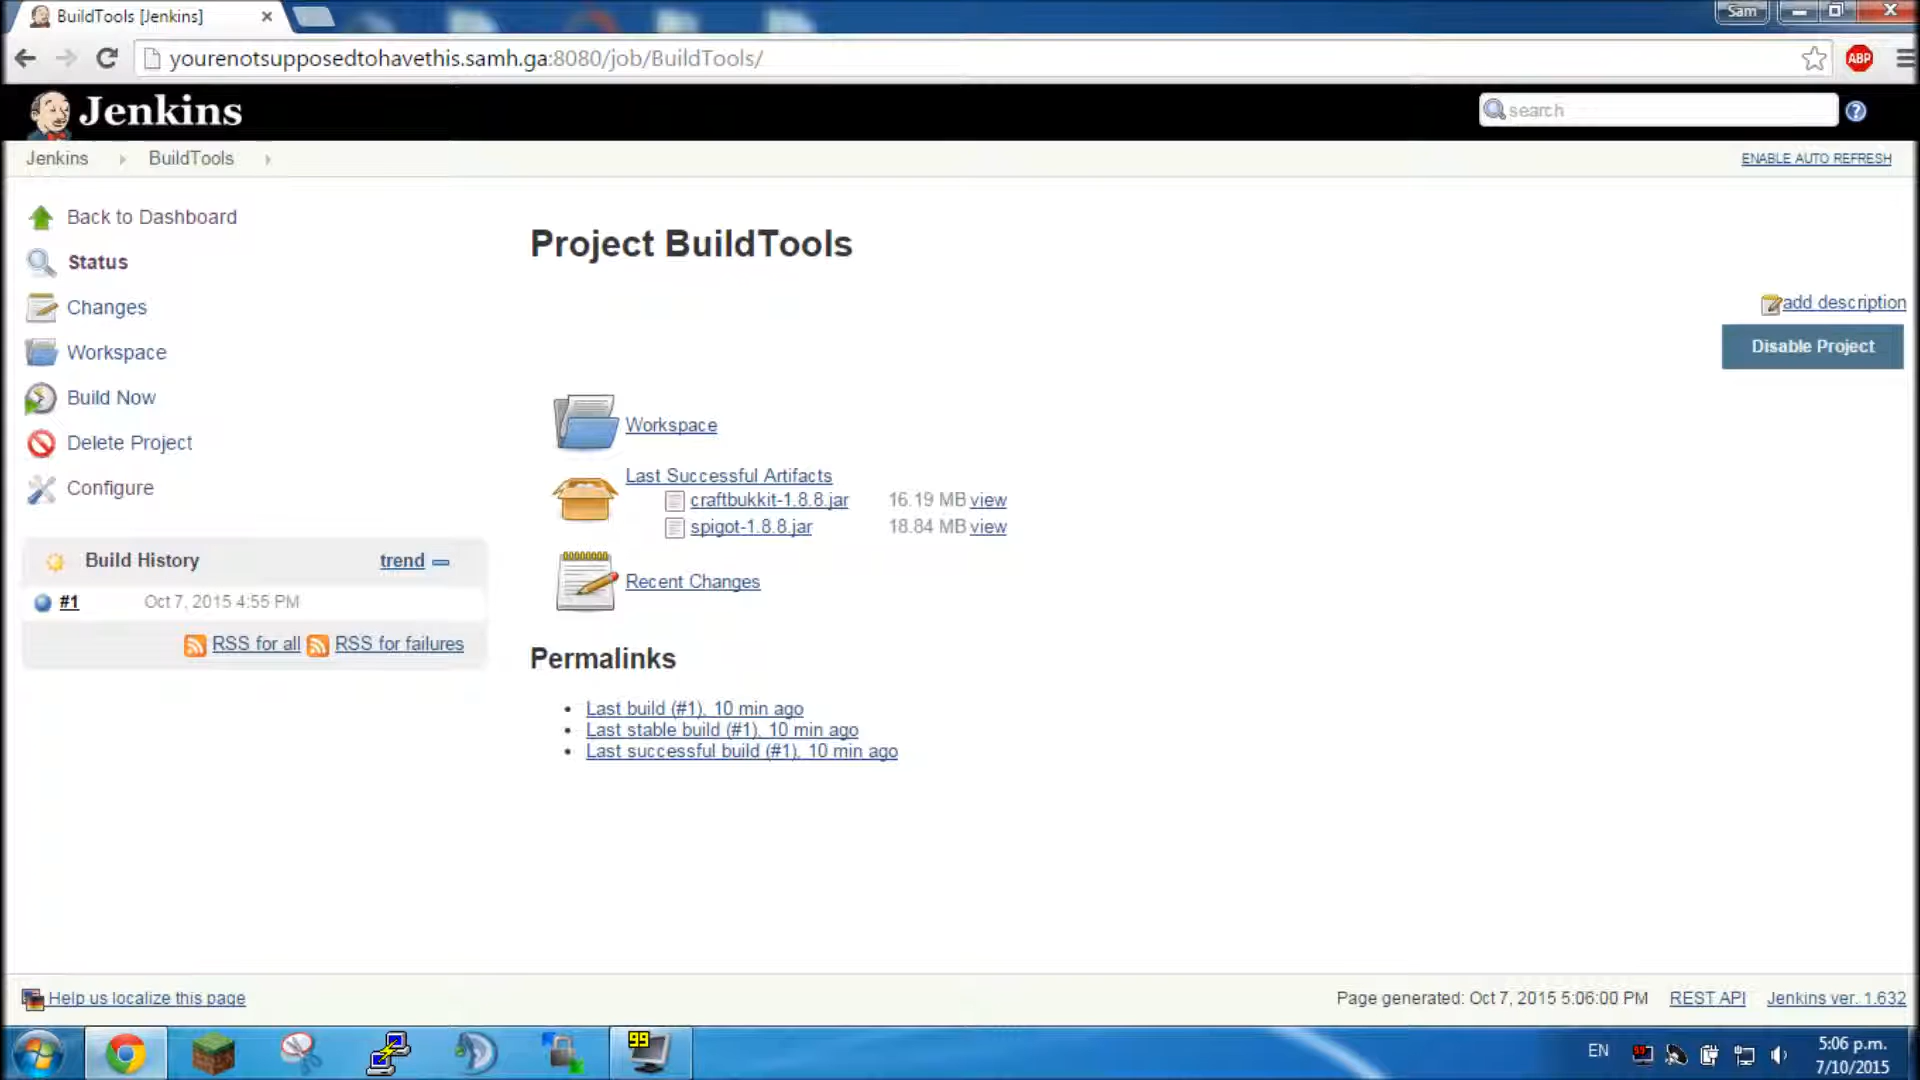 BuildTools [Jenkins]
Sam
yourenotsupposedtohavethis.samh.ga:8080/job/BuildTools/
ABP
Jenkins
search
?
Jenkins BuildTools
ENABLE AUTO REFRESH
Back to Dashboard
Status
Changes
Workspace
Build Now
Delete Project
Configure
Build History trend
#1 Oct 7, 2015 4:55 PM
RSS for all RSS for failures
Project BuildTools
add description
Disable Project
Workspace
Last Successful Artifacts
craftbukkit-1.8.8.jar 16.19 MB view
spigot-1.8.8.jar 18.84 MB view
Recent Changes
Permalinks
Last build (#1), 10 min ago
Last stable build (#1), 10 min ago
Last successful build (#1), 10 min ago
Help us localize this page
Page generated: Oct 7, 2015 5:06:00 PM REST API Jenkins ver. 1.632
99
EN
5:06 p.m.
7/10/2015